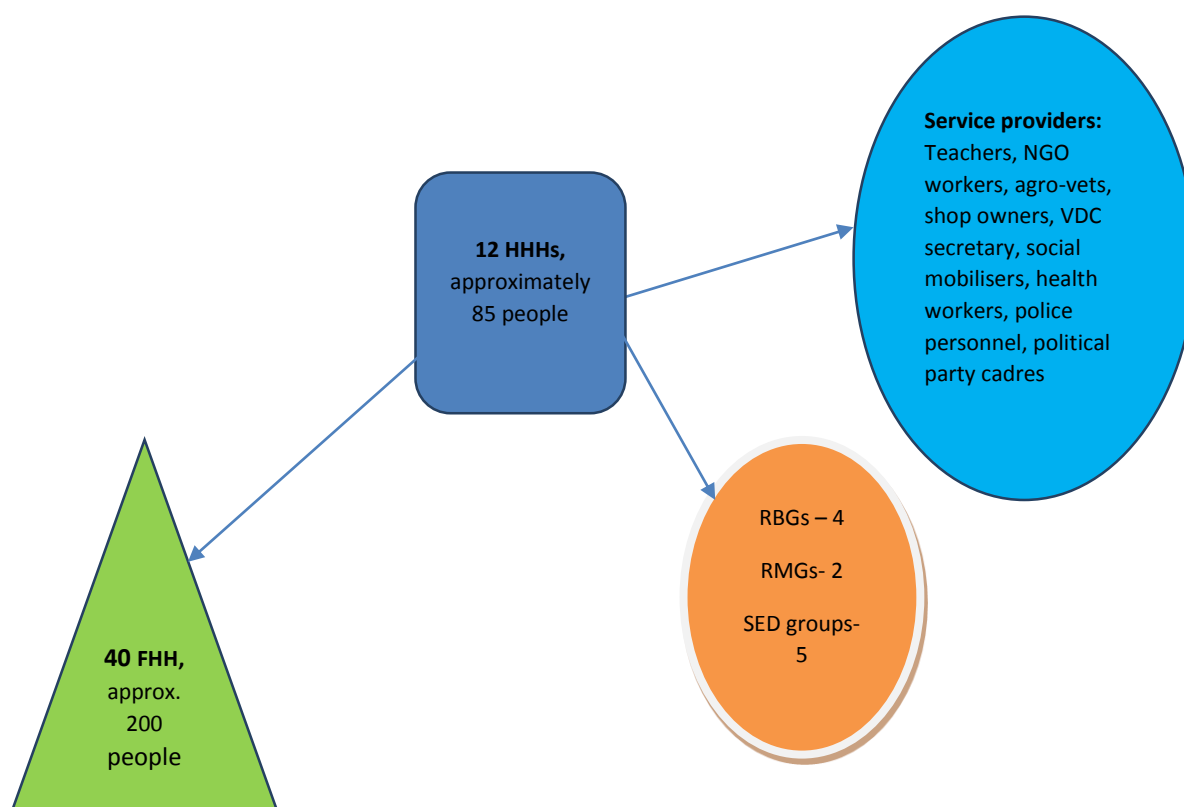 Service providers:
Teachers, NGO
workers, agro-vets,
shop owners, VDC
secretary, social
mobilisers, health
workers, police
personnel, political
party cadres
12 HHHs,
approximately
85 people
RBGs – 4
RMGs- 2
SED groups-
5
40 FHH,
approx.
200
people